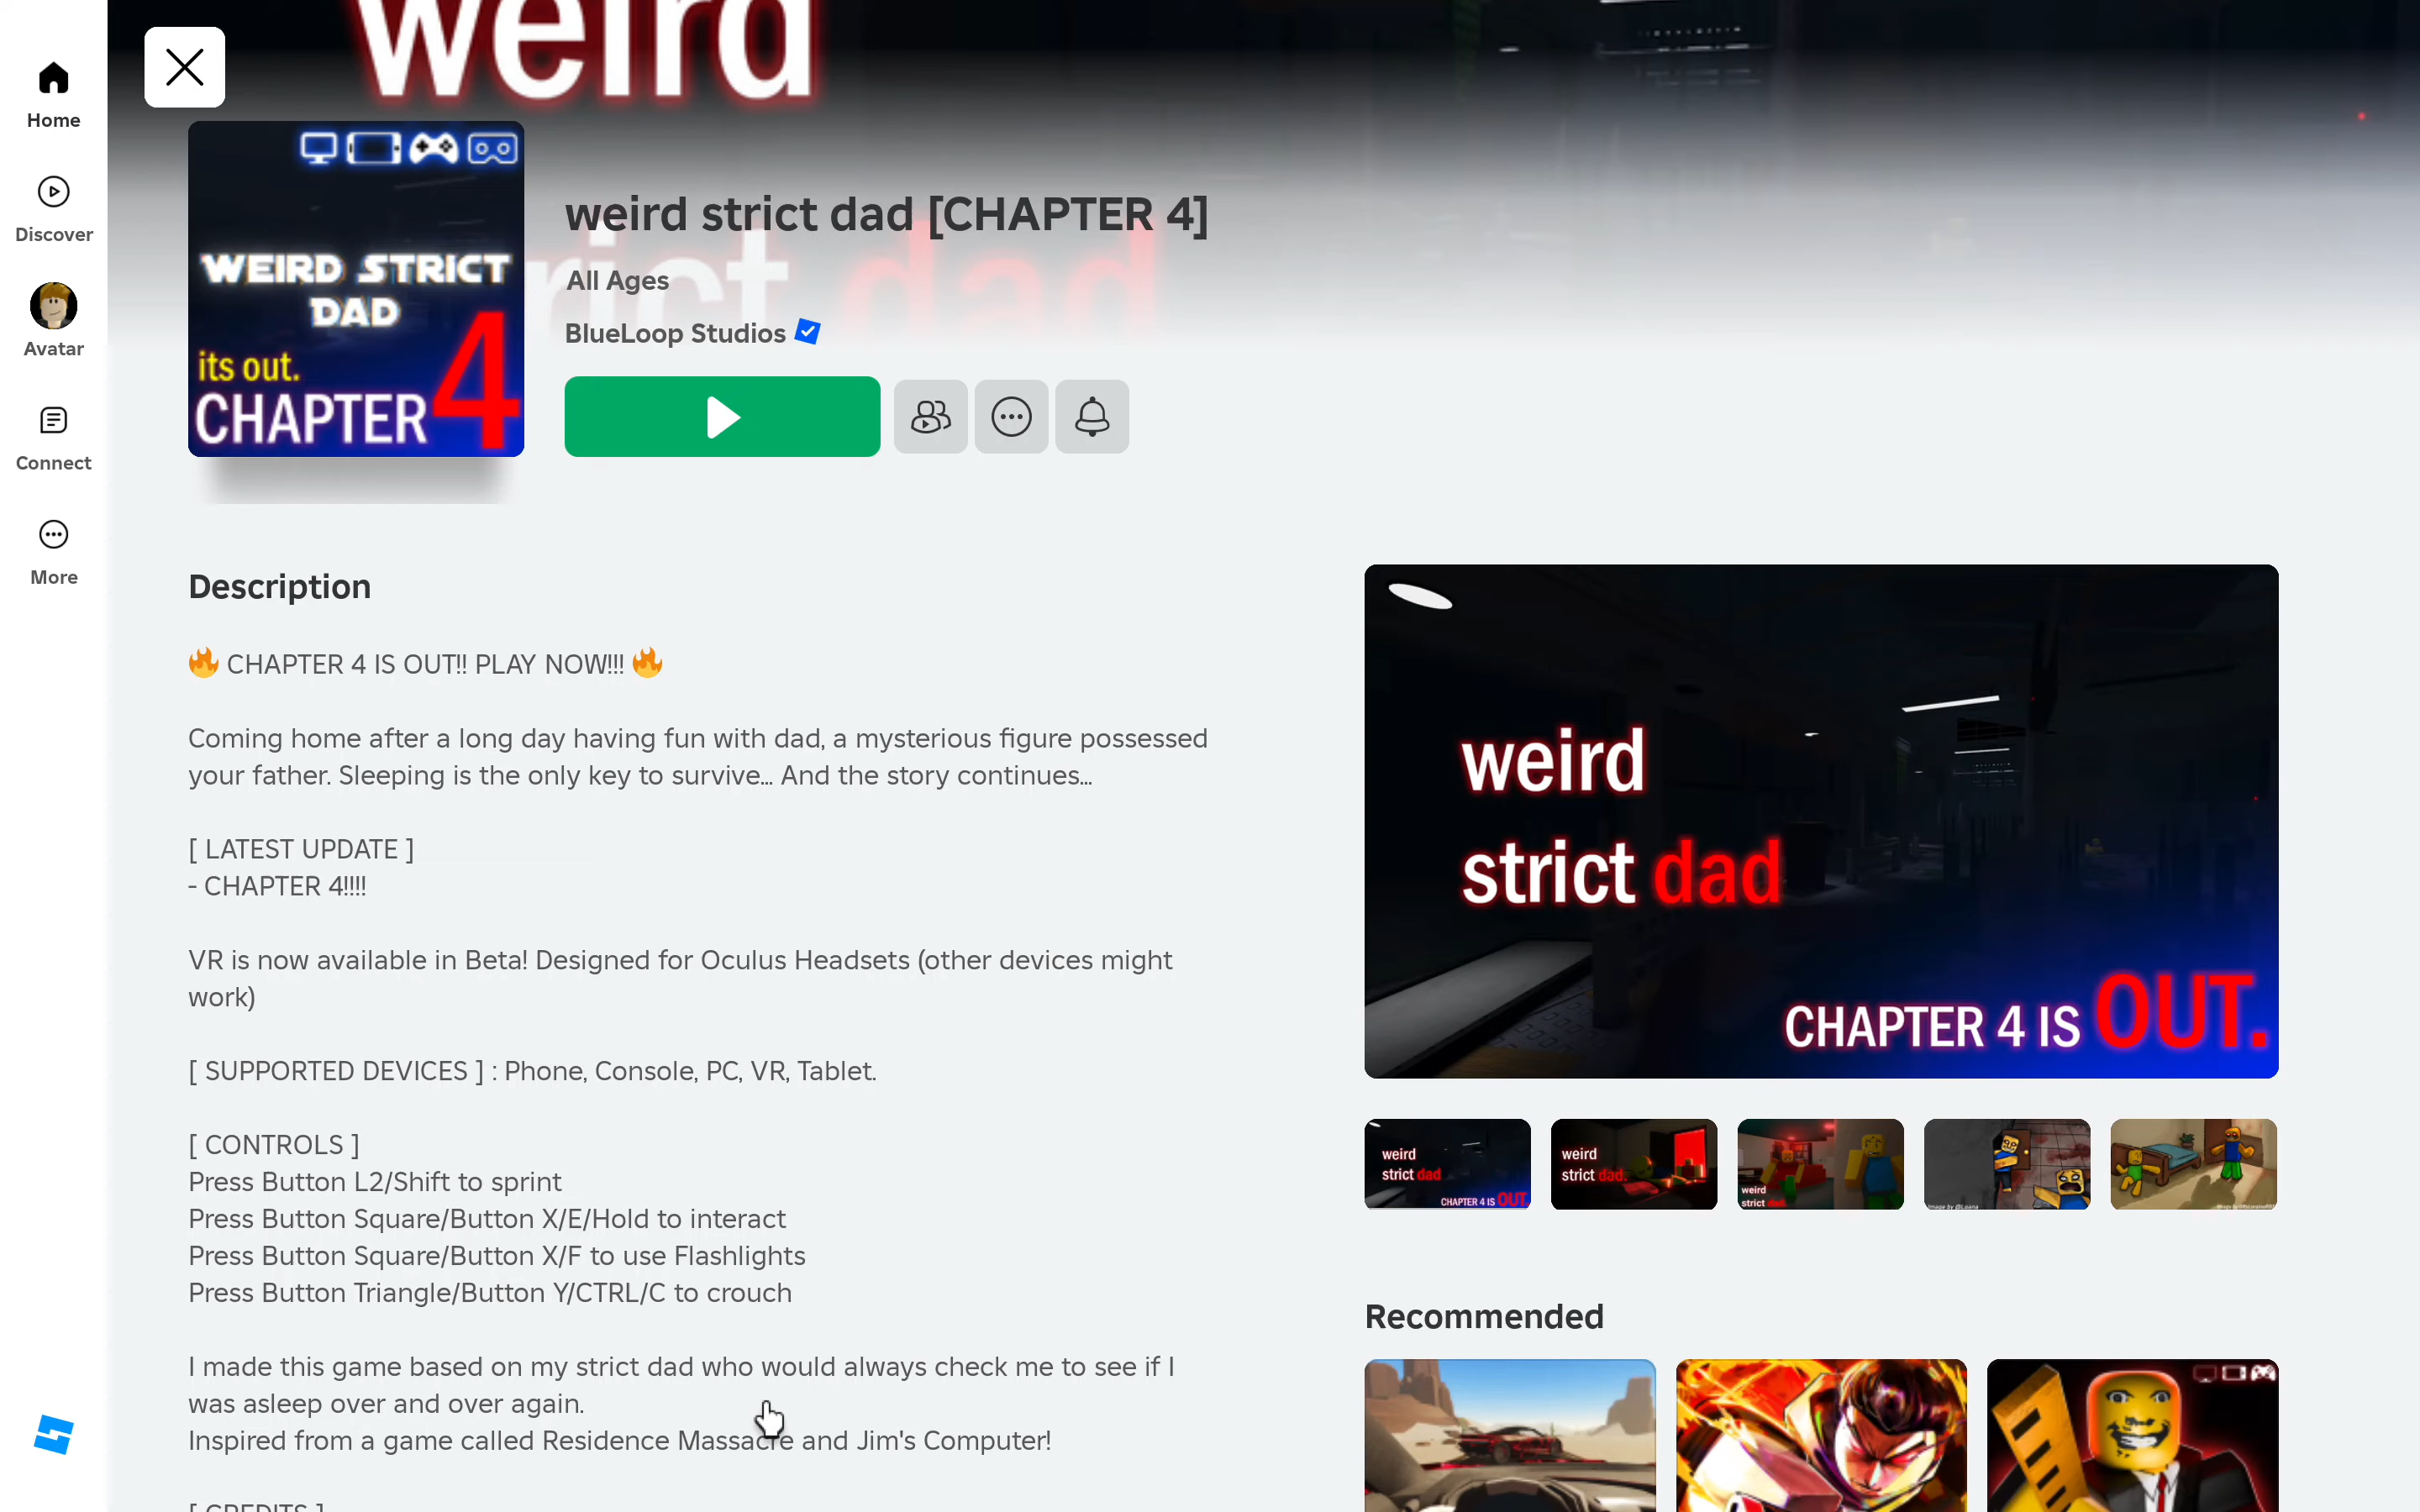 weird
strict dad
Home
Discover
Avatar
Connect
More
WEIRD STRICT
DAD
its out.
CHAPTER 4
weird strict dad [CHAPTER 4]
All Ages
BlueLoop Studios
Description
🔥 CHAPTER 4 IS OUT!! PLAY NOW!!! 🔥
Coming home after a long day having fun with dad, a mysterious figure possessed
your father. Sleeping is the only key to survive... And the story continues...
[ LATEST UPDATE ]
- CHAPTER 4!!!!
VR is now available in Beta! Designed for Oculus Headsets (other devices might
work)
[ SUPPORTED DEVICES ] : Phone, Console, PC, VR, Tablet.
[ CONTROLS ]
Press Button L2/Shift to sprint
Press Button Square/Button X/E/Hold to interact
Press Button Square/Button X/F to use Flashlights
Press Button Triangle/Button Y/CTRL/C to crouch
I made this game based on my strict dad who would always check me to see if I
was asleep over and over again.
Inspired from a game called Residence Massacre and Jim's Computer!
[ CREDITS ]
weird
strict dad
CHAPTER 4 IS OUT.
weird
strict dad
CHAPTER 4 IS OUT.
weird
strict dad.
weird
strict dad
Recommended